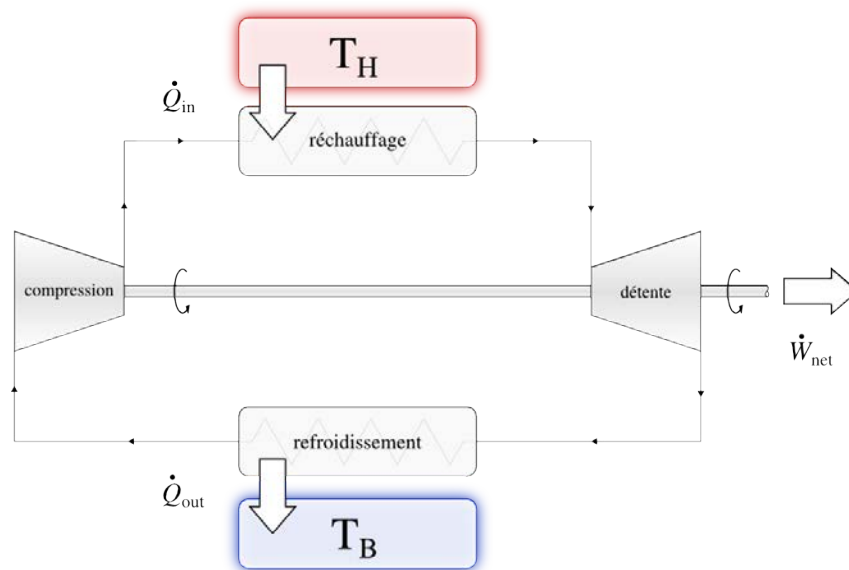 T_H
Q̇_in
réchauffage
compression
détente
Ẇ_net
refroidissement
Q̇_out
T_B